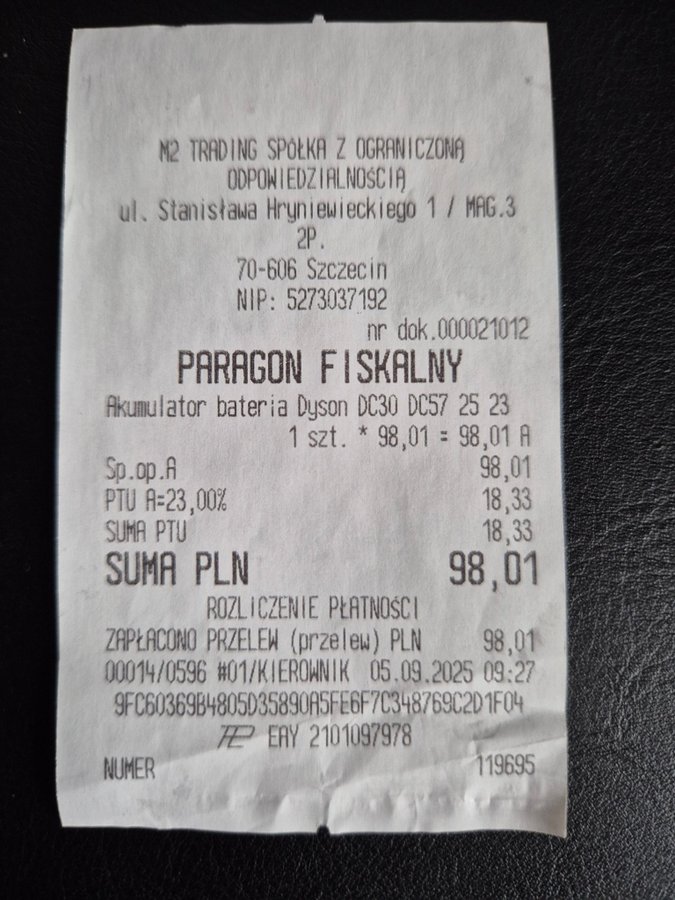 M2 TRADING SPÓŁKA Z OGRANICZONĄ
ODPOWIEDZIALNOŚCIĄ
ul. Stanisława Hryniewieckiego 1 / MAG.3
2P.
70-606 Szczecin
NIP: 5273037192
nr dok.000021012
PARAGON FISKALNY
Akumulator bateria Dyson DC30 DC57 25 23
1 szt. * 98,01 = 98,01 A
Sp.op.A 98,01
PTU A=23,00% 18,33
SUMA PTU 18,33
SUMA PLN 98,01
ROZLICZENIE PŁATNOŚCI
ZAPŁACONO PRZELEW (przelew) PLN 98,01
00014/0596 #01/KIEROWNIK 05.09.2025 09:27
9FC60369B4805D35890A5FE6F7C348769C2D1F04
EAY 2101097978
NUMER 119695